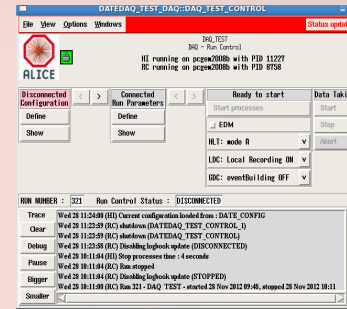 DATEDAQ_TEST_DAQ::DAQ_TEST_CONTROL
File View Options Windows
Status updat
DAQ_TEST
DAQ - Run Control
HI running on pcgem2008b with PID 11227
RC running on pcgem2008b with PID 8758
ALICE
Disconnected
Configuration
< >
Connected
Run Parameters
< >
Ready to start
Data Taki
Define
Define
Start processes
Start
Show
Show
EDM
Stop
HLT: mode A v
Abort
LDC: Local Recording ON v
GDC: eventBuilding OFF v
RUN NUMBER : 321 Run Control Status : DISCONNECTED
Trace
Clear
Debug
Pause
Bigger
Smaller
Wed 28 11:24:00 (HI) Current configuration loaded from : DATE_CONFIG
Wed 28 11:23:59 (RC) shutdown (DATEDAQ_TEST_CONTROL_1)
Wed 28 11:23:59 (RC) shutdown (DATEDAQ_TEST_CONTROL)
Wed 28 11:23:55 (RC) Disabling logbook update (DISCONNECTED)
Wed 28 10:11:04 (HI) Stop processes time : 4 seconds
Wed 28 10:11:04 (RC) Run stopped
Wed 28 10:11:04 (RC) Disabling logbook update (STOPPED)
Wed 28 10:11:04 (RC) Run 321 - DAQ_TEST - started 28 Nov 2012 09:48, stopped 28 Nov 2012 10:11